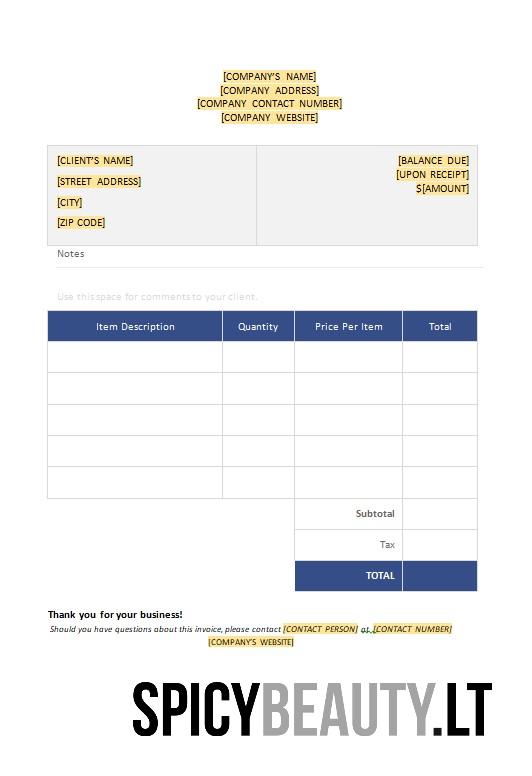 [COMPANY'S NAME]
[COMPANY ADDRESS]
[COMPANY CONTACT NUMBER]
[COMPANY WEBSITE]
[CLIENT'S NAME]
[STREET ADDRESS]
[CITY]
[ZIP CODE]
[BALANCE DUE]
[UPON RECEIPT]
$[AMOUNT]
Notes
Use this space for comments to your client.
Item Description Quantity Price Per Item Total
Subtotal
Tax
TOTAL
Thank you for your business!
Should you have questions about this invoice, please contact [CONTACT PERSON] at [CONTACT NUMBER]
[COMPANY'S WEBSITE]
SPICYBEAUTY.LT